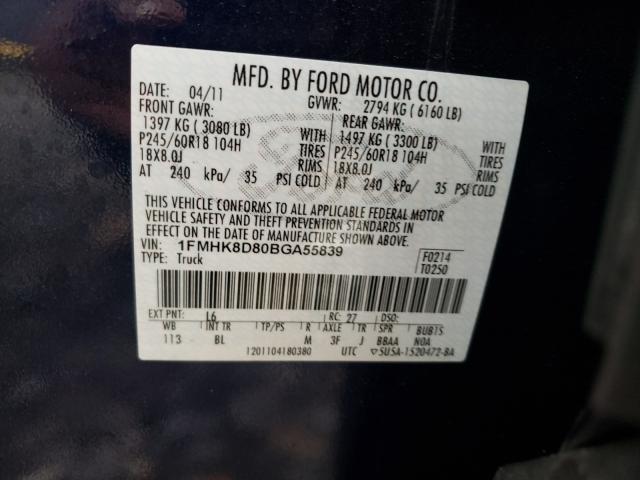 MFD. BY FORD MOTOR CO.
DATE: 04/11 GVWR: 2794 KG ( 6160 LB)
FRONT GAWR: REAR GAWR:
1397 KG ( 3080 LB) WITH 1497 KG ( 3300 LB) WITH
P245/60R18 104H TIRES P245/60R18 104H TIRES
18X8.0J RIMS 18X8.0J RIMS
AT 240 kPa/ 35 PSI COLD AT 240 kPa/ 35 PSI COLD
THIS VEHICLE CONFORMS TO ALL APPLICABLE FEDERAL MOTOR
VEHICLE SAFETY AND THEFT PREVENTION STANDARDS IN
EFFECT ON THE DATE OF MANUFACTURE SHOWN ABOVE.
VIN: 1FMHK8D80BGA55839 F0214
TYPE: Truck T0250
EXT PNT: L6 RC: 27 DSO:
WB INT TR TP/PS R AXLE TR SPR BUBTS
113 BL M 3F J BBAA N0A
1201104180380 UTC 5U5A-1520472-BA